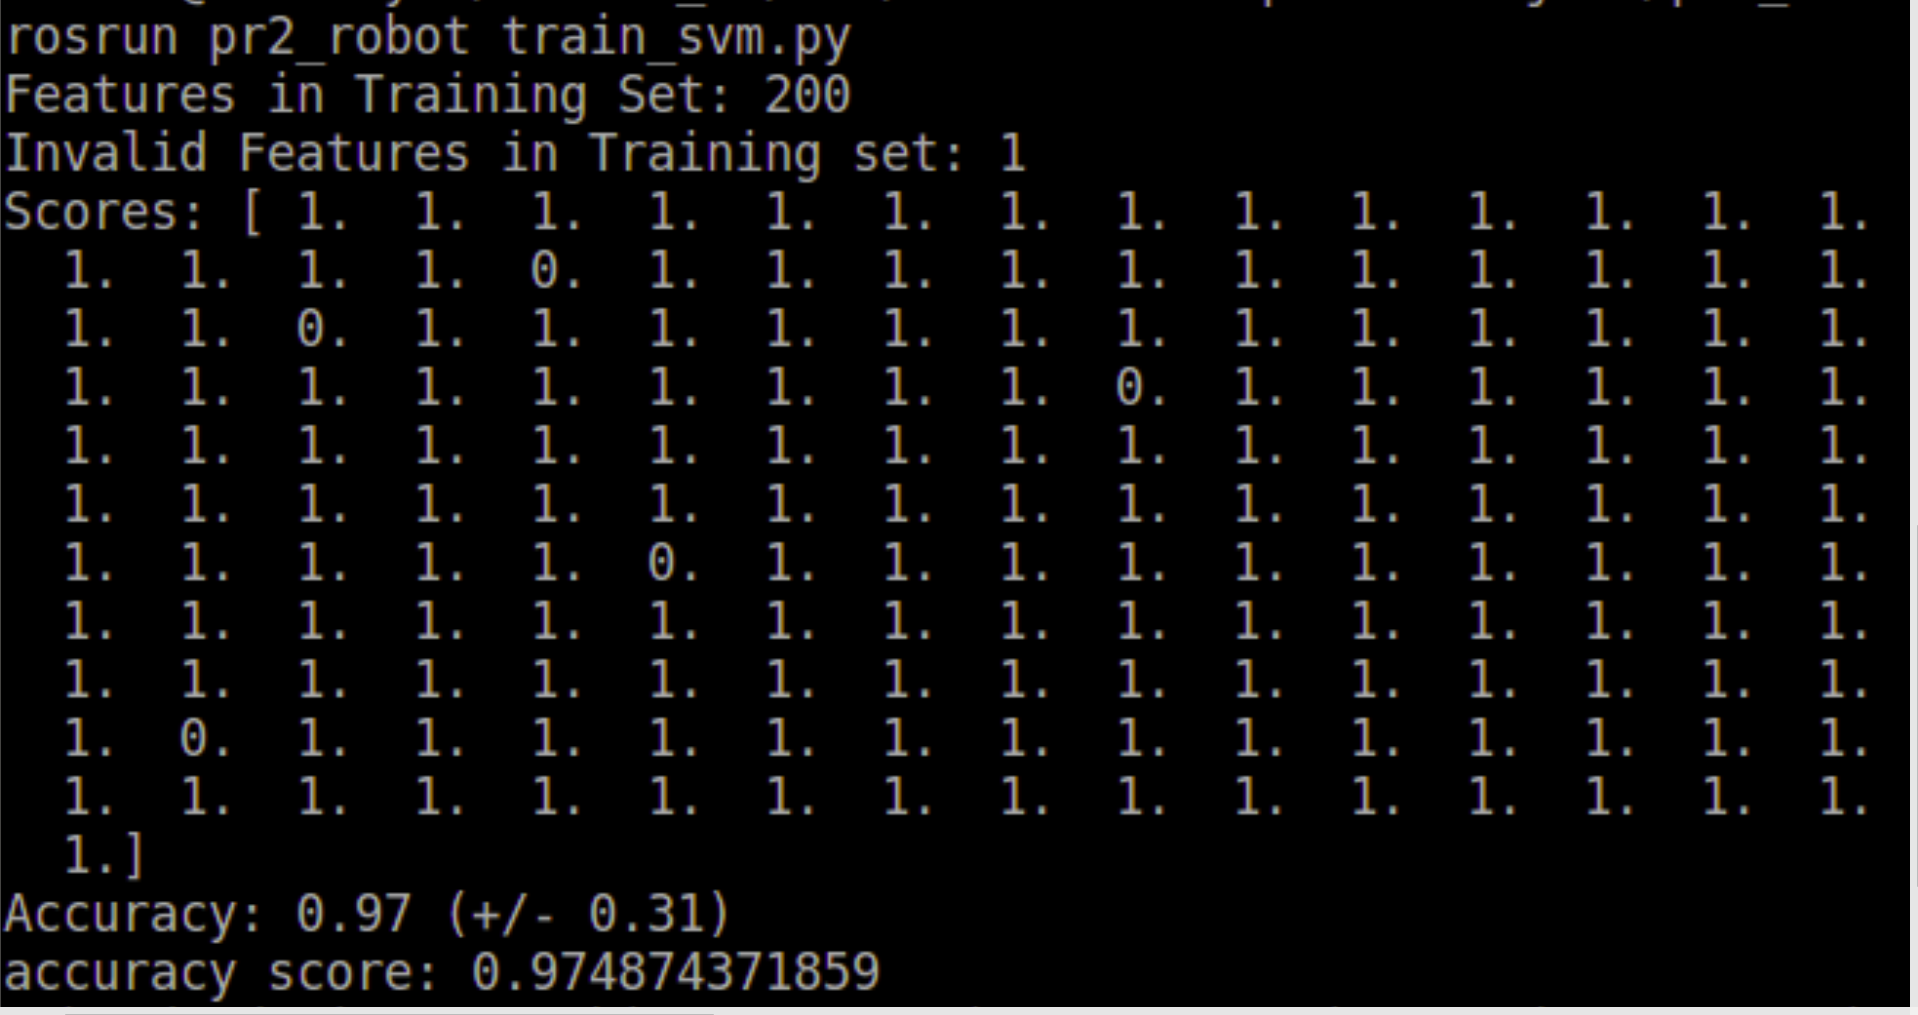 rosrun pr2_robot train_svm.py
Features in Training Set: 200
Invalid Features in Training set: 1
Scores: [ 1. 1. 1. 1. 1. 1. 1. 1. 1. 1. 1. 1. 1. 1.
1. 1. 1. 1. 0. 1. 1. 1. 1. 1. 1. 1. 1. 1. 1. 1.
1. 1. 0. 1. 1. 1. 1. 1. 1. 1. 1. 1. 1. 1. 1. 1.
1. 1. 1. 1. 1. 1. 1. 1. 1. 0. 1. 1. 1. 1. 1. 1.
1. 1. 1. 1. 1. 1. 1. 1. 1. 1. 1. 1. 1. 1. 1. 1.
1. 1. 1. 1. 1. 1. 1. 1. 1. 1. 1. 1. 1. 1. 1. 1.
1. 1. 1. 1. 1. 0. 1. 1. 1. 1. 1. 1. 1. 1. 1. 1.
1. 1. 1. 1. 1. 1. 1. 1. 1. 1. 1. 1. 1. 1. 1. 1.
1. 1. 1. 1. 1. 1. 1. 1. 1. 1. 1. 1. 1. 1. 1. 1.
1. 0. 1. 1. 1. 1. 1. 1. 1. 1. 1. 1. 1. 1. 1. 1.
1. 1. 1. 1. 1. 1. 1. 1. 1. 1. 1. 1. 1. 1. 1. 1.
1.]
Accuracy: 0.97 (+/- 0.31)
accuracy score: 0.974874371859